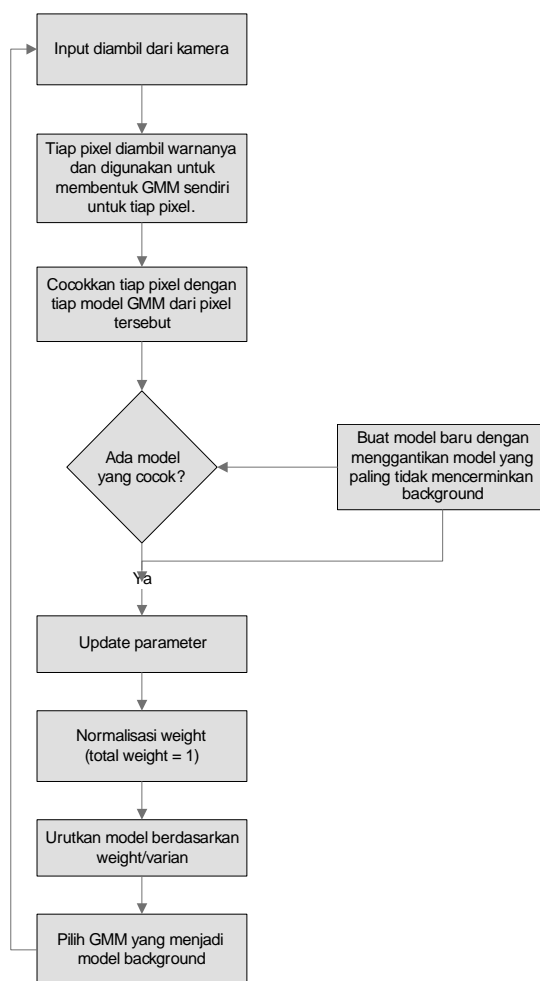 Input diambil dari kamera
Tiap pixel diambil warnanya
dan digunakan untuk
membentuk GMM sendiri
untuk tiap pixel.
Cocokkan tiap pixel dengan
tiap model GMM dari pixel
tersebut
Ada model
yang cocok?
Buat model baru dengan
menggantikan model yang
paling tidak mencerminkan
background
Ya
Update parameter
Normalisasi weight
(total weight = 1)
Urutkan model berdasarkan
weight/varian
Pilih GMM yang menjadi
model background